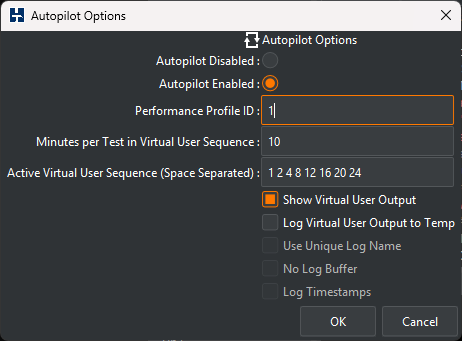 Autopilot Options
Autopilot Options
Autopilot Disabled :
Autopilot Enabled :
Performance Profile ID : 1
Minutes per Test in Virtual User Sequence : 10
Active Virtual User Sequence (Space Separated) : 1 2 4 8 12 16 20 24
Show Virtual User Output
Log Virtual User Output to Temp
Use Unique Log Name
No Log Buffer
Log Timestamps
OK Cancel